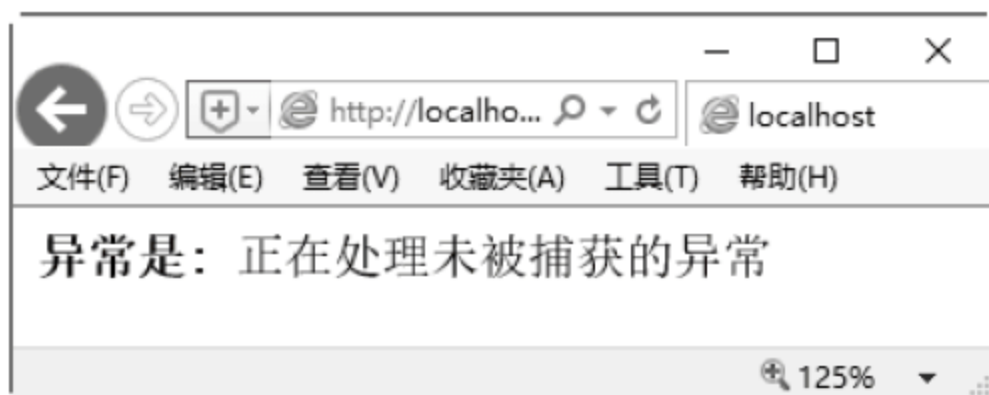 http://localho...
localhost
文件(F) 编辑(E) 查看(V) 收藏夹(A) 工具(T) 帮助(H)
异常是：正在处理未被捕获的异常
125%